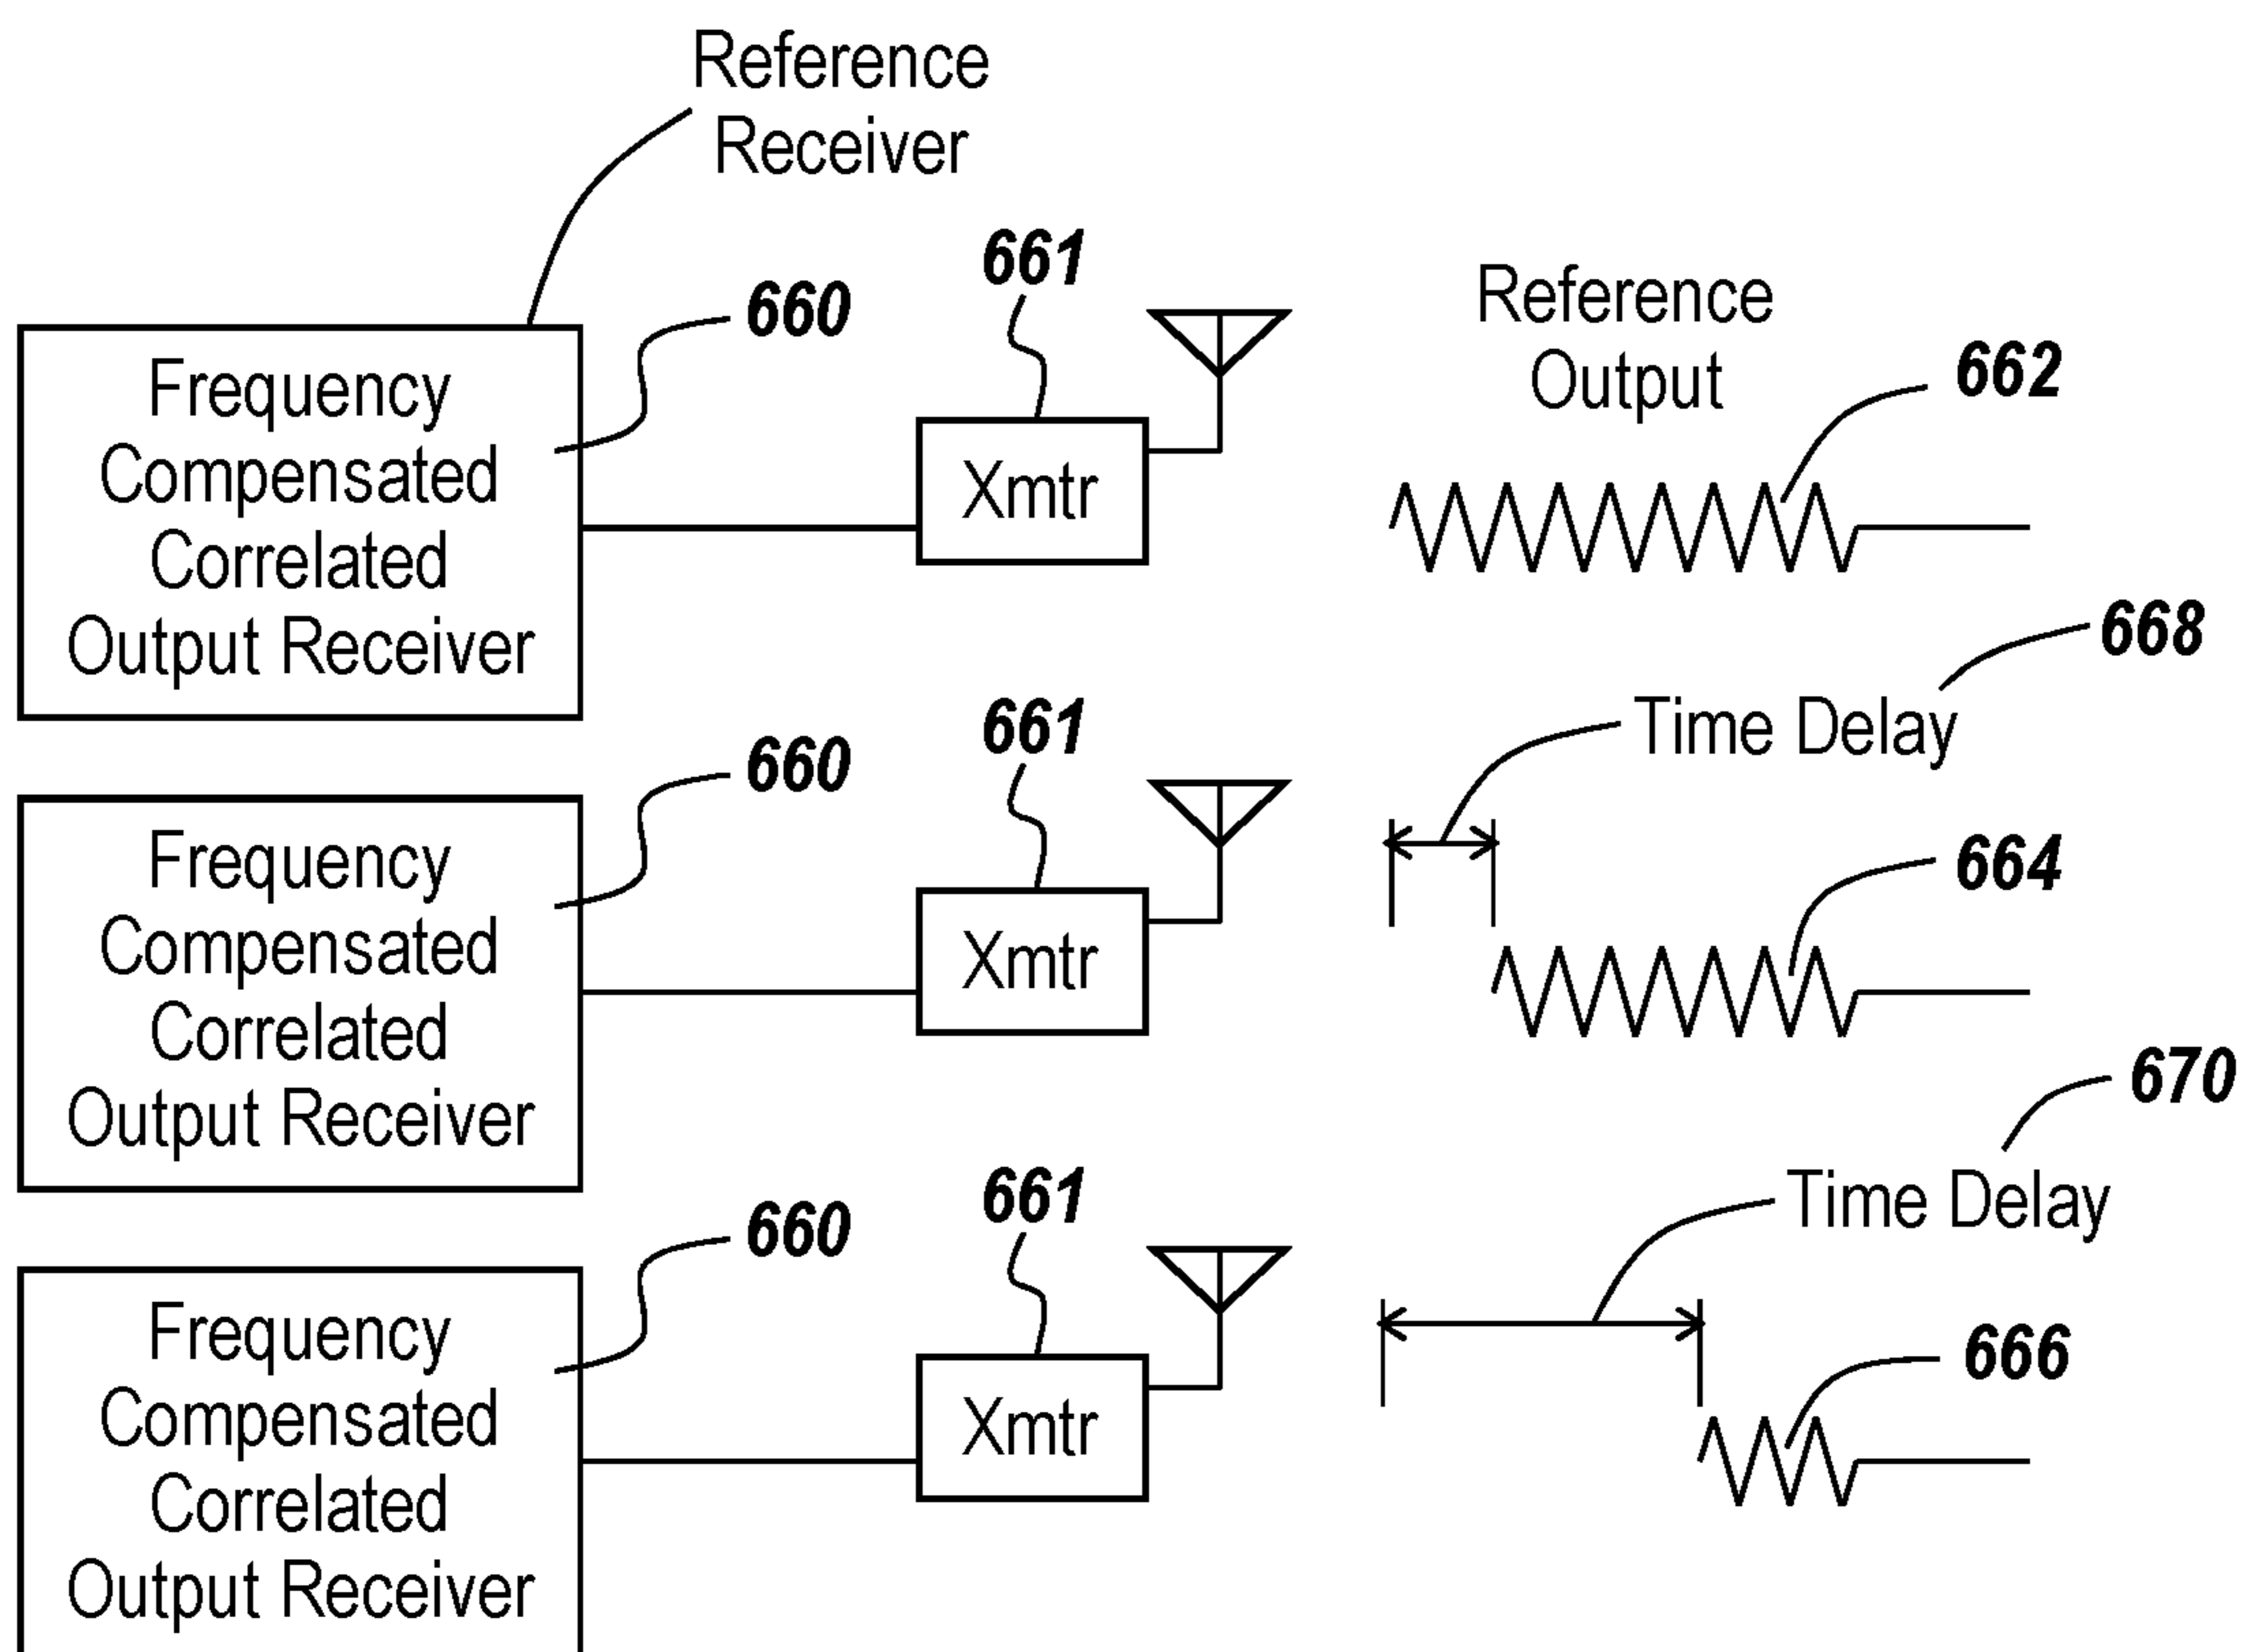 Reference
Receiver
661
660
Reference
Output
662
Frequency
Compensated
Correlated
Output Receiver
Xmtr
668
Time Delay
661
660
664
Frequency
Compensated
Correlated
Output Receiver
Xmtr
670
Time Delay
661
660
666
Frequency
Compensated
Correlated
Output Receiver
Xmtr